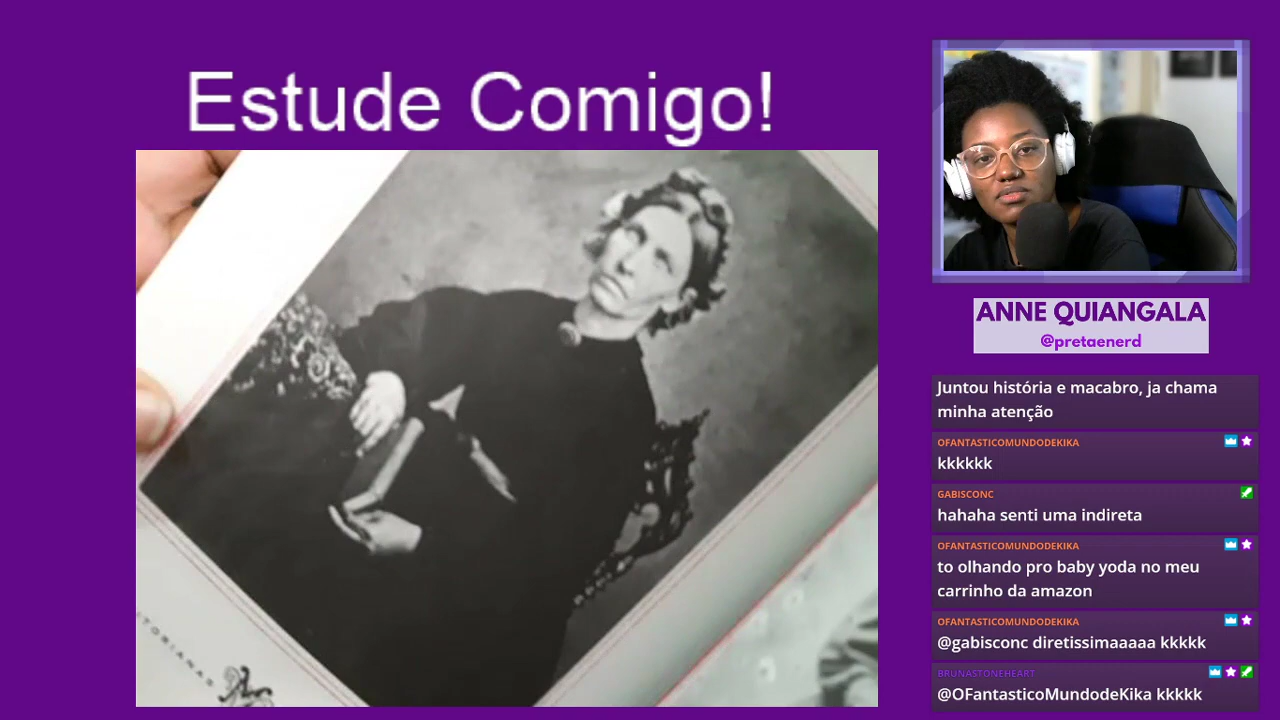 Estude Comigo!
TORIANAS
ANNE QUIANGALA
@pretaenerd
Juntou história e macabro, ja chama
minha atenção
OFANTASTICOMUNDODEKIKA
kkkkkk
GABISCONC
hahaha senti uma indireta
OFANTASTICOMUNDODEKIKA
to olhando pro baby yoda no meu
carrinho da amazon
OFANTASTICOMUNDODEKIKA
@gabisconc diretissimaaaaa kkkkk
BRUNASTONEHEART
@OFantasticoMundodeKika kkkkk